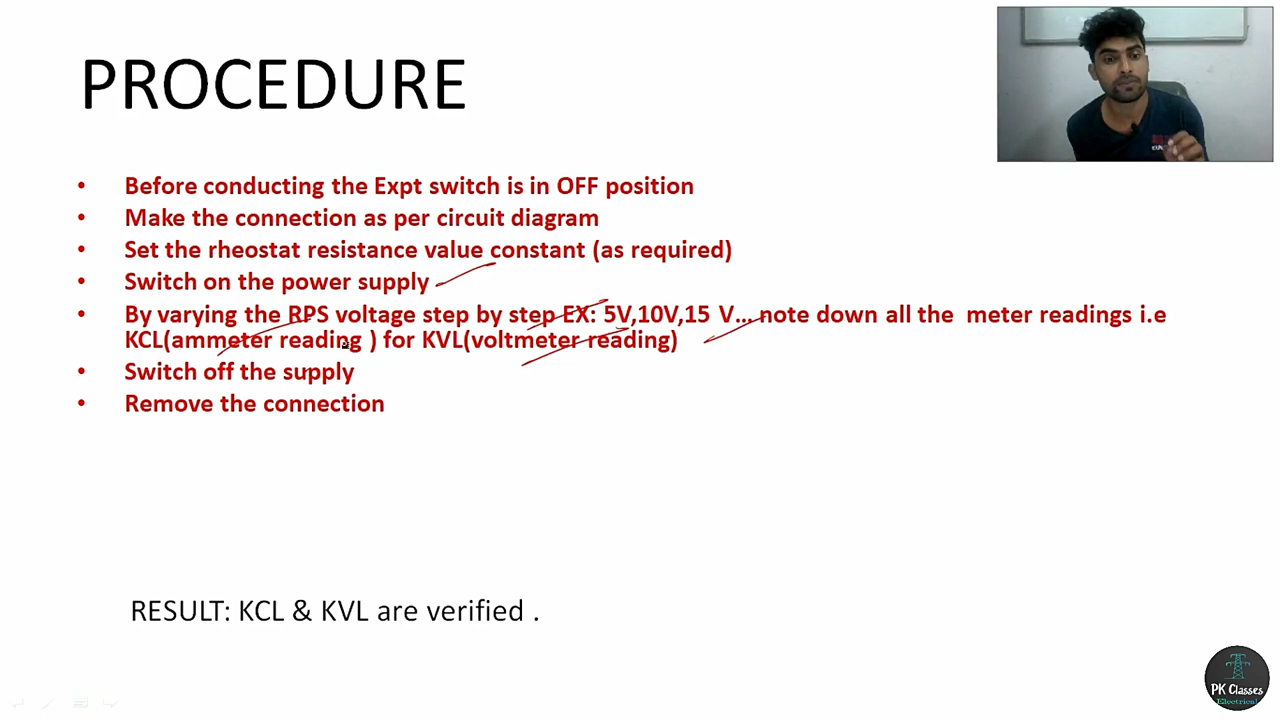 PROCEDURE
• Before conducting the Expt switch is in OFF position
• Make the connection as per circuit diagram
• Set the rheostat resistance value constant (as required)
• Switch on the power supply
• By varying the RPS voltage step by step EX: 5V,10V,15 V... note down all the meter readings i.e
KCL(ammeter reading ) for KVL(voltmeter reading)
• Switch off the supply
• Remove the connection
RESULT: KCL & KVL are verified .
PK Classes
Electrical